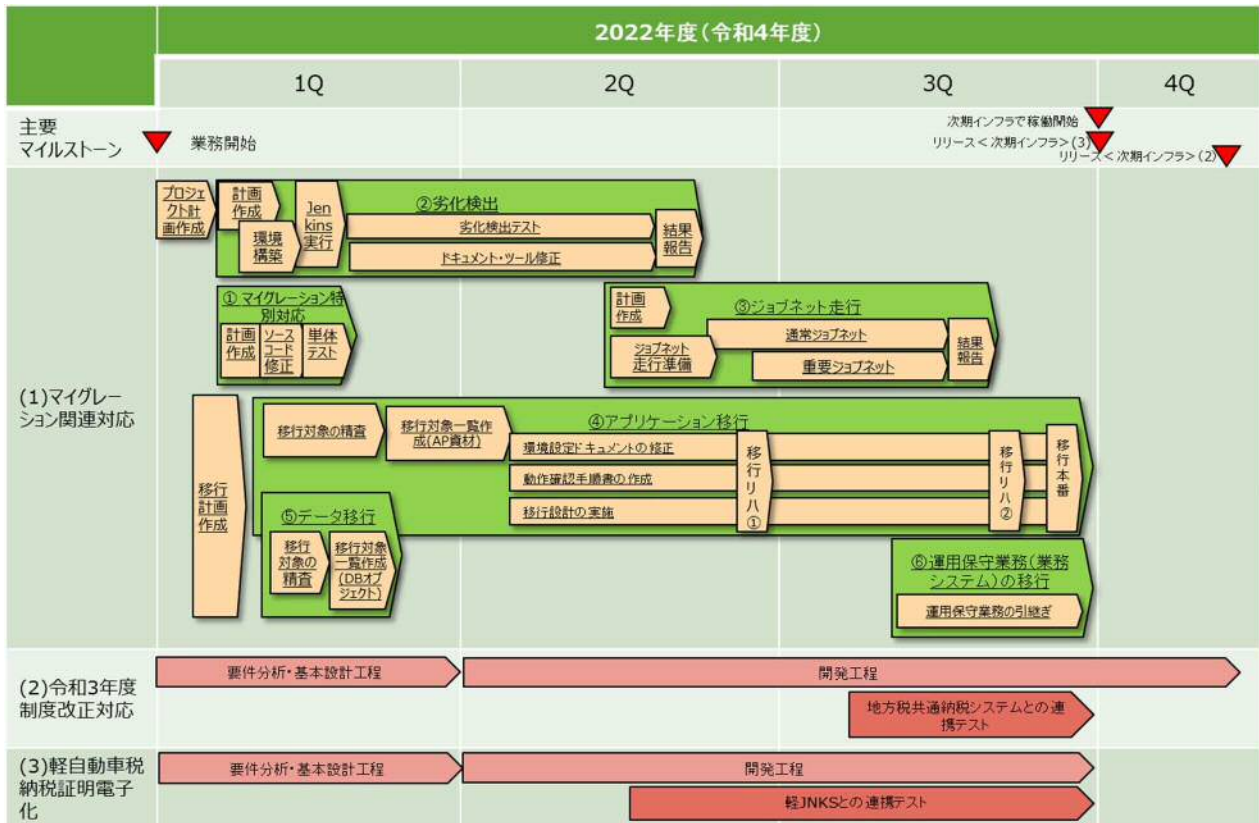 2022年度(令和4年度)
1Q
2Q
3Q
4Q
主要
マイルストーン
業務開始
次期インフラで稼働開始
リリース<次期インフラ>(3)
リリース<次期インフラ>(2)
(1)マイグレー
ション関連対応
プロジェ
クト計
画作成
計画
作成
環境
構築
Jen
kins
実行
②劣化検出
劣化検出テスト
ドキュメント・ツール修正
結果
報告
①マイグレーション特
別対応
計画
作成
ソース
コード
修正
単体
テスト
③ジョブネット走行
計画
作成
ジョブネット
走行準備
通常ジョブネット
重要ジョブネット
結果
報告
移行
計画
作成
④アプリケーション移行
移行対象の精査
移行対象一覧作
成(AP資材)
環境設定ドキュメントの修正
動作確認手順書の作成
移行設計の実施
移行リハ①
移行リハ②
移行本番
⑤データ移行
移行
対象の
精査
移行対象
一覧作成
(DBオブ
ジェクト)
⑥運用保守業務(業務
システム)の移行
運用保守業務の引継ぎ
(2)令和3年度
制度改正対応
要件分析・基本設計工程
開発工程
地方税共通納税システムとの連
携テスト
(3)軽自動車税
納税証明電子
化
要件分析・基本設計工程
開発工程
軽JNKSとの連携テスト